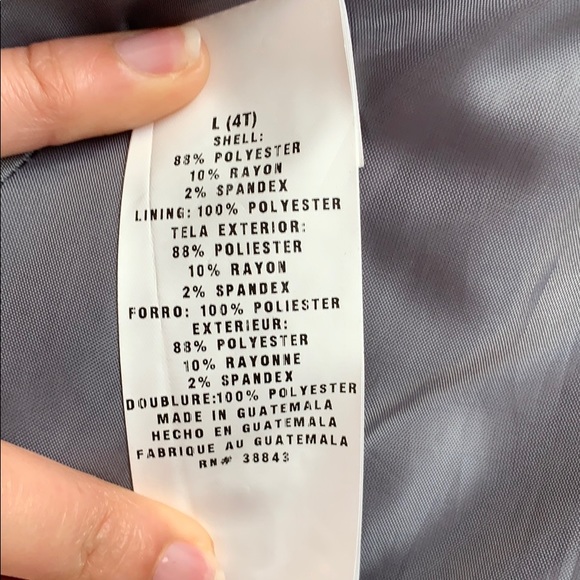 L (4T)
SHELL:
88% POLYESTER
10% RAYON
2% SPANDEX
LINING: 100% POLYESTER
TELA EXTERIOR:
88% POLIESTER
10% RAYON
2% SPANDEX
FORRO: 100% POLIESTER
EXTERIEUR:
88% POLYESTER
10% RAYONNE
2% SPANDEX
DOUBLURE:100% POLYESTER
MADE IN GUATEMALA
HECHO EN GUATEMALA
FABRIQUE AU GUATEMALA
RN# 38843